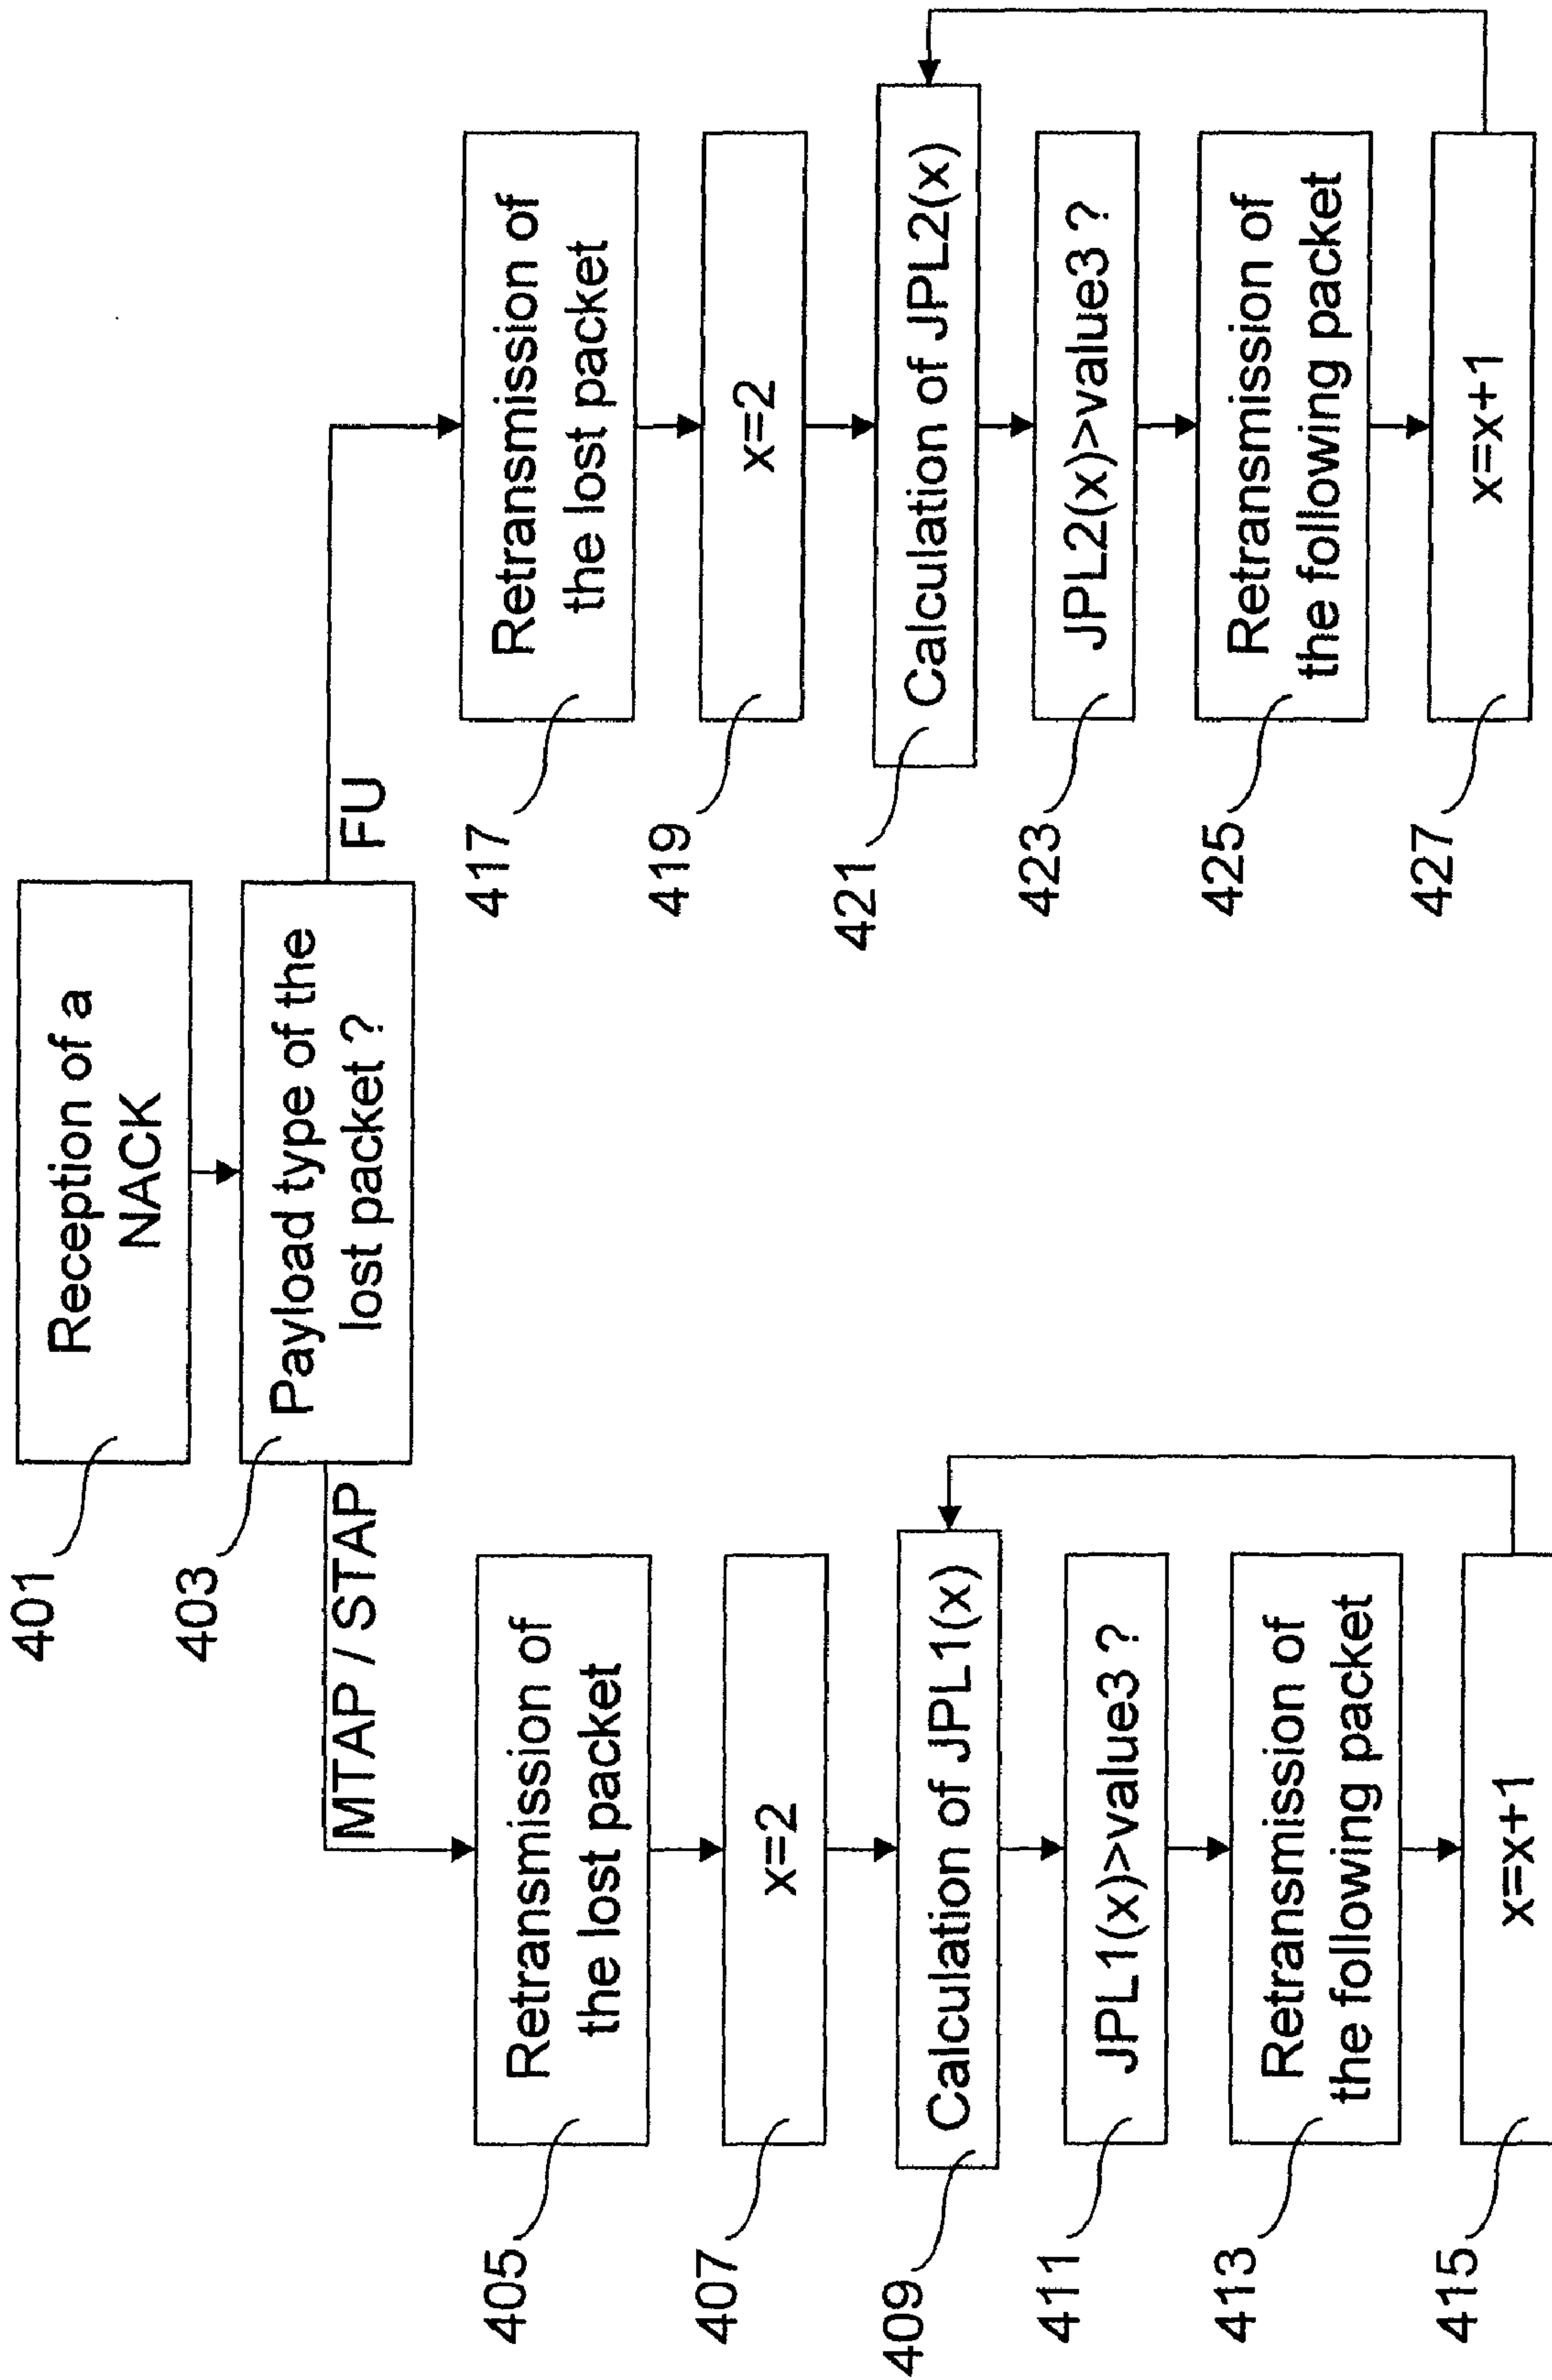 401
Reception of a
NACK
403
Payload type of the
lost packet ?
MTAP / STAP
FU
405
Retransmission of
the lost packet
407
x=2
409
Calculation of JPL1(x)
411
JPL1(x)>value3 ?
413
Retransmission of
the following packet
415
x=x+1
417
Retransmission of
the lost packet
419
x=2
421
Calculation of JPL2(x)
423
JPL2(x)>value3 ?
425
Retransmission of
the following packet
427
x=x+1